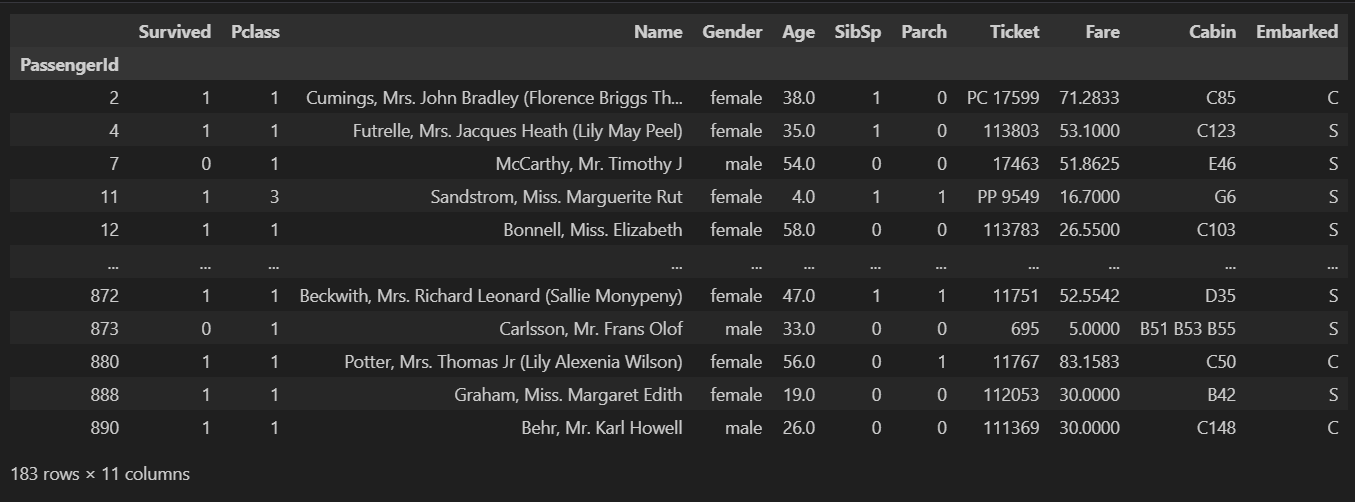 Survived Pclass Name Gender Age SibSp Parch Ticket Fare Cabin Embarked
PassengerId
2 1 1 Cumings, Mrs. John Bradley (Florence Briggs Th... female 38.0 1 0 PC 17599 71.2833 C85 C
4 1 1 Futrelle, Mrs. Jacques Heath (Lily May Peel) female 35.0 1 0 113803 53.1000 C123 S
7 0 1 McCarthy, Mr. Timothy J male 54.0 0 0 17463 51.8625 E46 S
11 1 3 Sandstrom, Miss. Marguerite Rut female 4.0 1 1 PP 9549 16.7000 G6 S
12 1 1 Bonnell, Miss. Elizabeth female 58.0 0 0 113783 26.5500 C103 S
... ... ... ... ... ... ... ... ... ... ... ...
872 1 1 Beckwith, Mrs. Richard Leonard (Sallie Monypeny) female 47.0 1 1 11751 52.5542 D35 S
873 0 1 Carlsson, Mr. Frans Olof male 33.0 0 0 695 5.0000 B51 B53 B55 S
880 1 1 Potter, Mrs. Thomas Jr (Lily Alexenia Wilson) female 56.0 0 1 11767 83.1583 C50 C
888 1 1 Graham, Miss. Margaret Edith female 19.0 0 0 112053 30.0000 B42 S
890 1 1 Behr, Mr. Karl Howell male 26.0 0 0 111369 30.0000 C148 C
183 rows × 11 columns